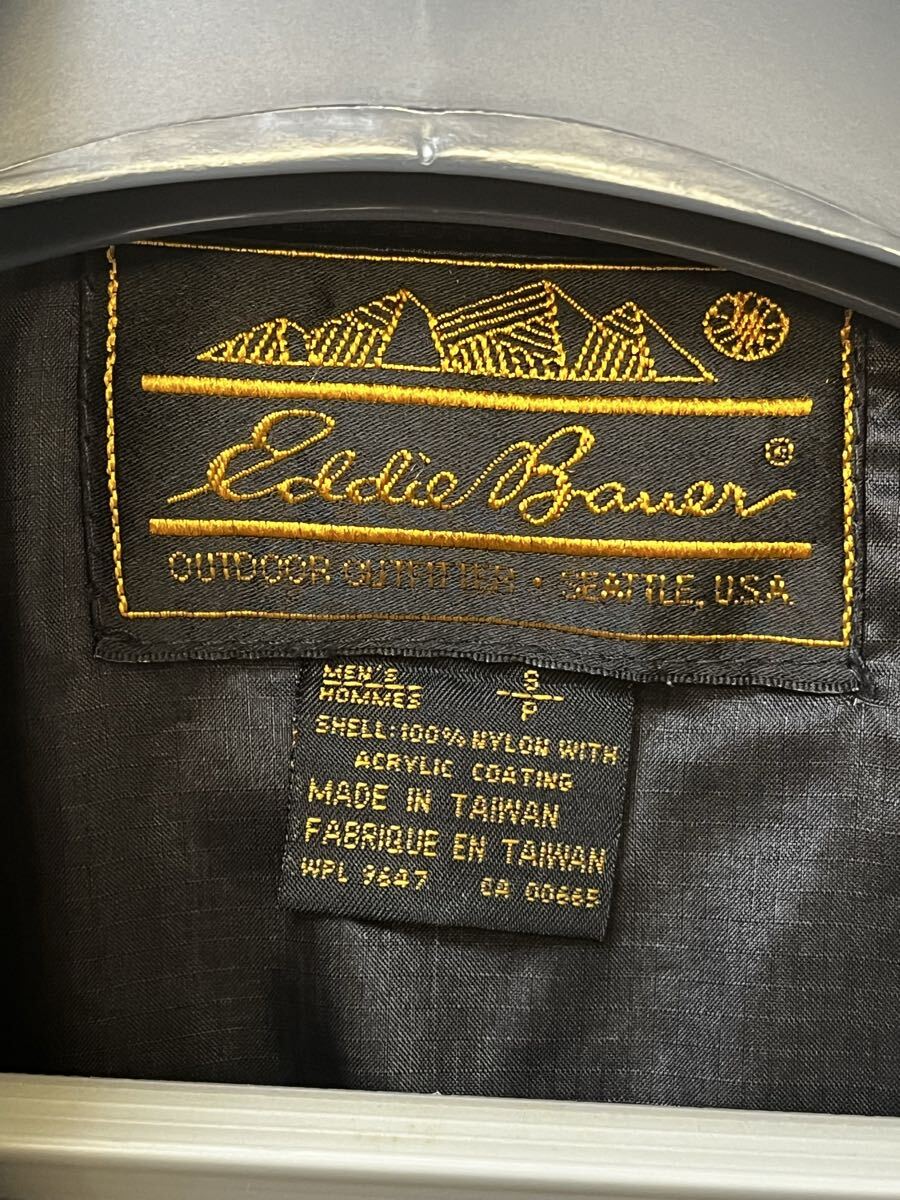 Eddie Bauer ®
OUTDOOR OUTFITTER · SEATTLE, U.S.A.
MEN'S S
HOMMES P
SHELL: 100% NYLON WITH
ACRYLIC COATING
MADE IN TAIWAN
FABRIQUE EN TAIWAN
WPL 9647 CA 00665